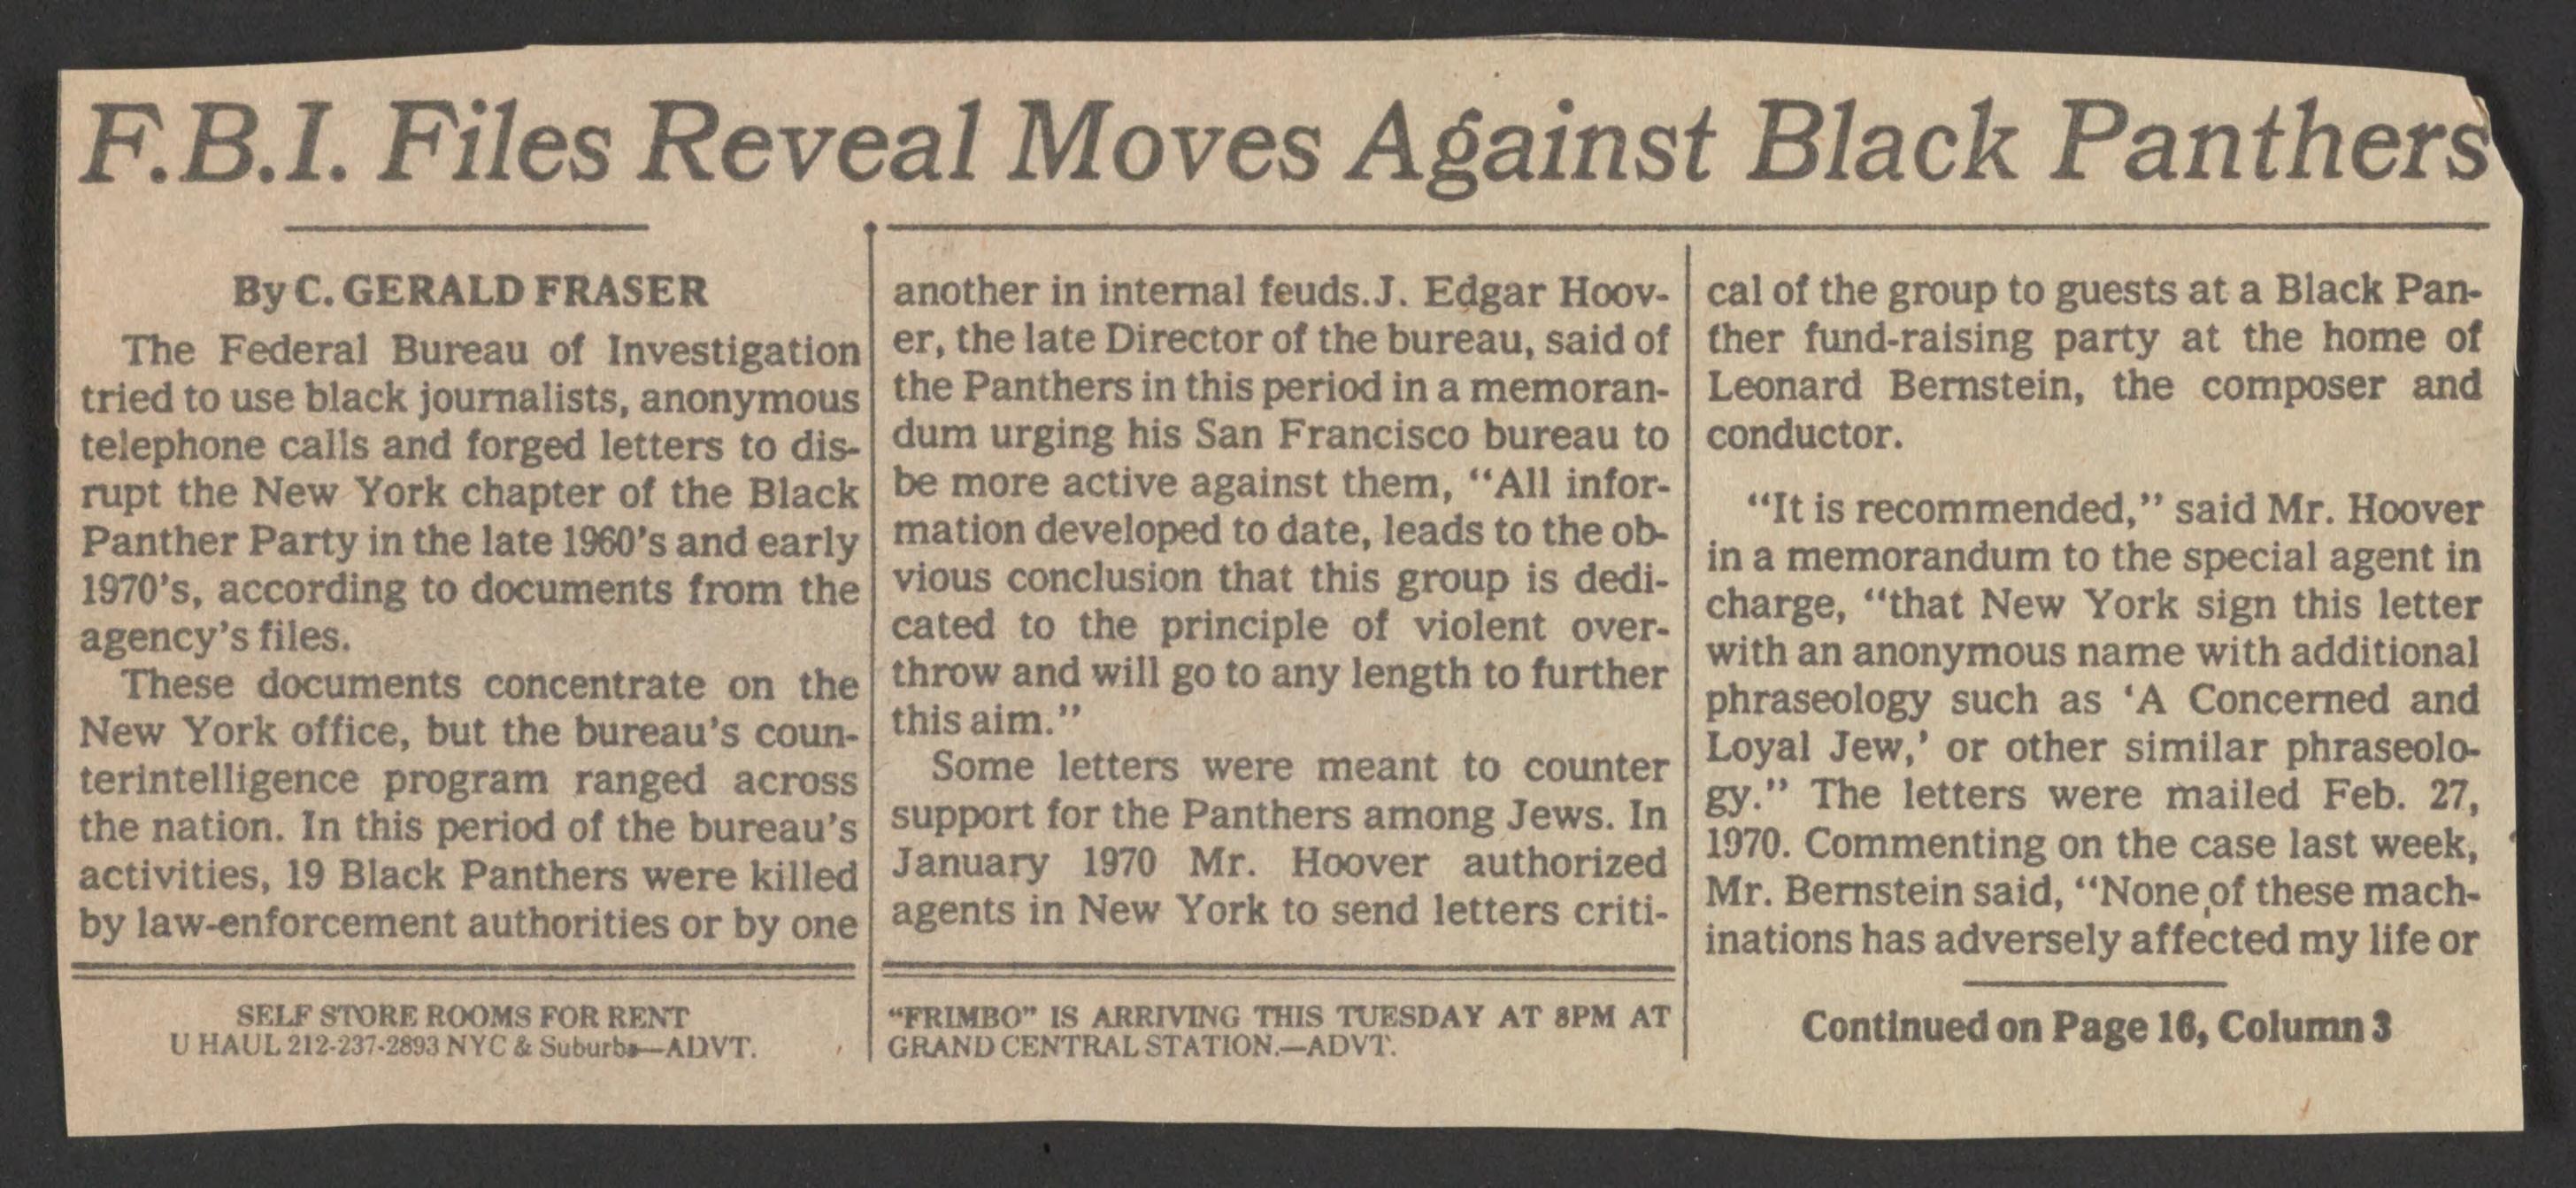 F.B.I. Files Reveal Moves Against Black Panthers
By C. GERALD FRASER
The Federal Bureau of Investigation
tried to use black journalists, anonymous
telephone calls and forged letters to dis-
rupt the New York chapter of the Black
Panther Party in the late 1960's and early
1970's, according to documents from the
agency's files.
These documents concentrate on the
New York office, but the bureau's coun-
terintelligence program ranged across
the nation. In this period of the bureau's
activities, 19 Black Panthers were killed
by law-enforcement authorities or by one
SELF STORE ROOMS FOR RENT
U HAUL 212-237-2893 NYC & Suburbs—ADVT.
another in internal feuds. J. Edgar Hoov-
er, the late Director of the bureau, said of
the Panthers in this period in a memoran-
dum urging his San Francisco bureau to
be more active against them, "All infor-
mation developed to date, leads to the ob-
vious conclusion that this group is dedi-
cated to the principle of violent over-
throw and will go to any length to further
this aim."
Some letters were meant to counter
support for the Panthers among Jews. In
January 1970 Mr. Hoover authorized
agents in New York to send letters criti-
"FRIMBO" IS ARRIVING THIS TUESDAY AT 8PM AT
GRAND CENTRAL STATION.—ADVT.
cal of the group to guests at a Black Pan-
ther fund-raising party at the home of
Leonard Bernstein, the composer and
conductor.
"It is recommended," said Mr. Hoover
in a memorandum to the special agent in
charge, "that New York sign this letter
with an anonymous name with additional
phraseology such as 'A Concerned and
Loyal Jew,' or other similar phraseolo-
gy." The letters were mailed Feb. 27,
1970. Commenting on the case last week,
Mr. Bernstein said, "None of these mach-
inations has adversely affected my life or
Continued on Page 16, Column 3